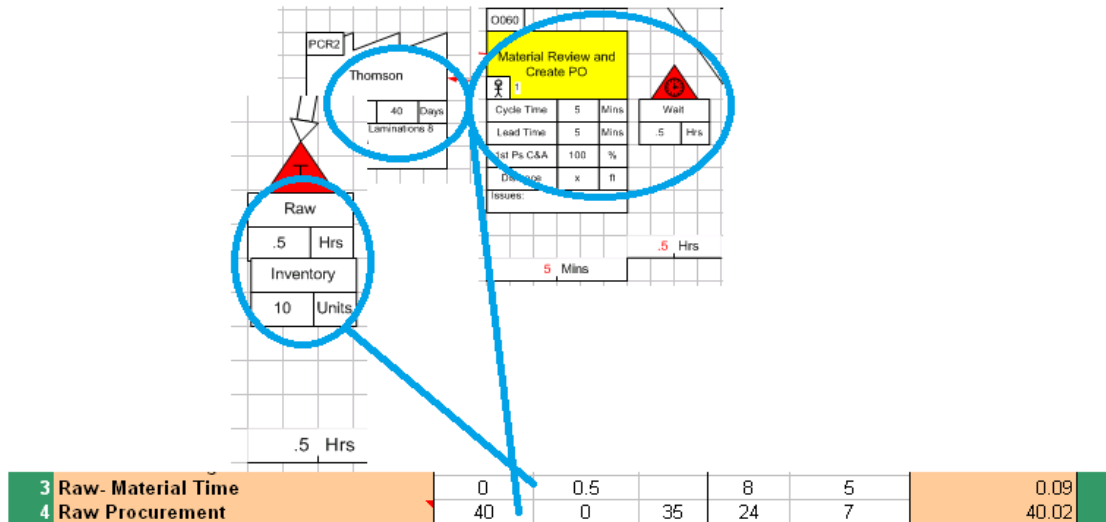 O060
PCR2
Thomson
40 Days
Laminations 8
Material Review and
Create PO
1
Cycle Time 5 Mins
Lead Time 5 Mins
1st Ps C&A 100 %
Distance x ft
Issues:
Wait
.5 Hrs
.5 Hrs
5 Mins
I
Raw
.5 Hrs
Inventory
10 Units
.5 Hrs
3 Raw- Material Time 0 0.5 8 5 0.09
4 Raw Procurement 40 0 35 24 7 40.02